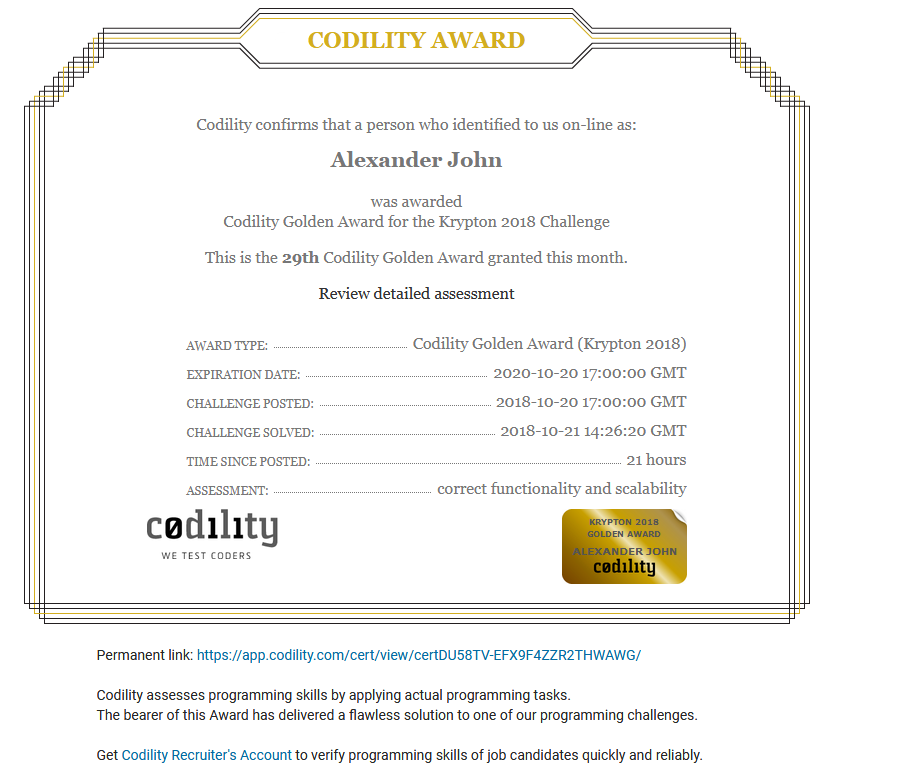 CODILITY AWARD
Codility confirms that a person who identified to us on-line as:
Alexander John
was awarded
Codility Golden Award for the Krypton 2018 Challenge
This is the 29th Codility Golden Award granted this month.
Review detailed assessment
AWARD TYPE: Codility Golden Award (Krypton 2018)
EXPIRATION DATE: 2020-10-20 17:00:00 GMT
CHALLENGE POSTED: 2018-10-20 17:00:00 GMT
CHALLENGE SOLVED: 2018-10-21 14:26:20 GMT
TIME SINCE POSTED: 21 hours
ASSESSMENT: correct functionality and scalability
codility
WE TEST CODERS
KRYPTON 2018
GOLDEN AWARD
ALEXANDER JOHN
codility
Permanent link: https://app.codility.com/cert/view/certDU58TV-EFX9F4ZZR2THWAWG/
Codility assesses programming skills by applying actual programming tasks.
The bearer of this Award has delivered a flawless solution to one of our programming challenges.
Get Codility Recruiter's Account to verify programming skills of job candidates quickly and reliably.